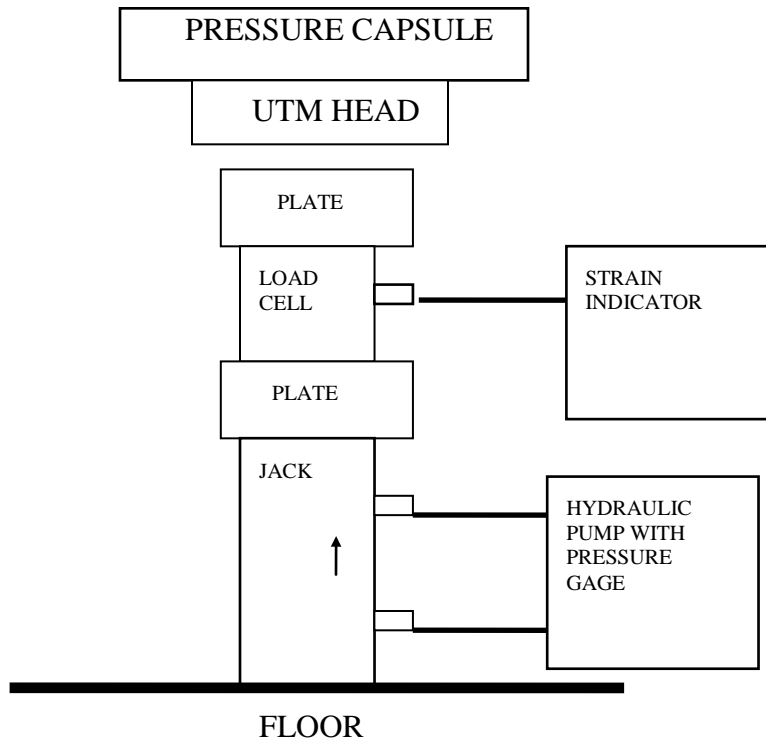 PRESSURE CAPSULE
UTM HEAD
PLATE
LOAD
CELL
STRAIN
INDICATOR
PLATE
JACK
HYDRAULIC
PUMP WITH
PRESSURE
GAGE
FLOOR